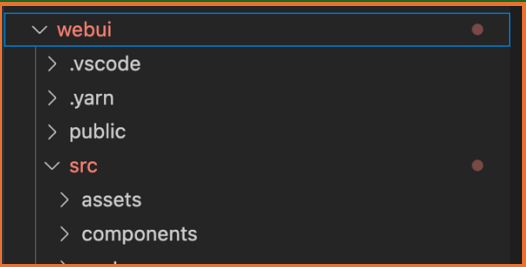 webui
.vscode
.yarn
public
src
assets
components